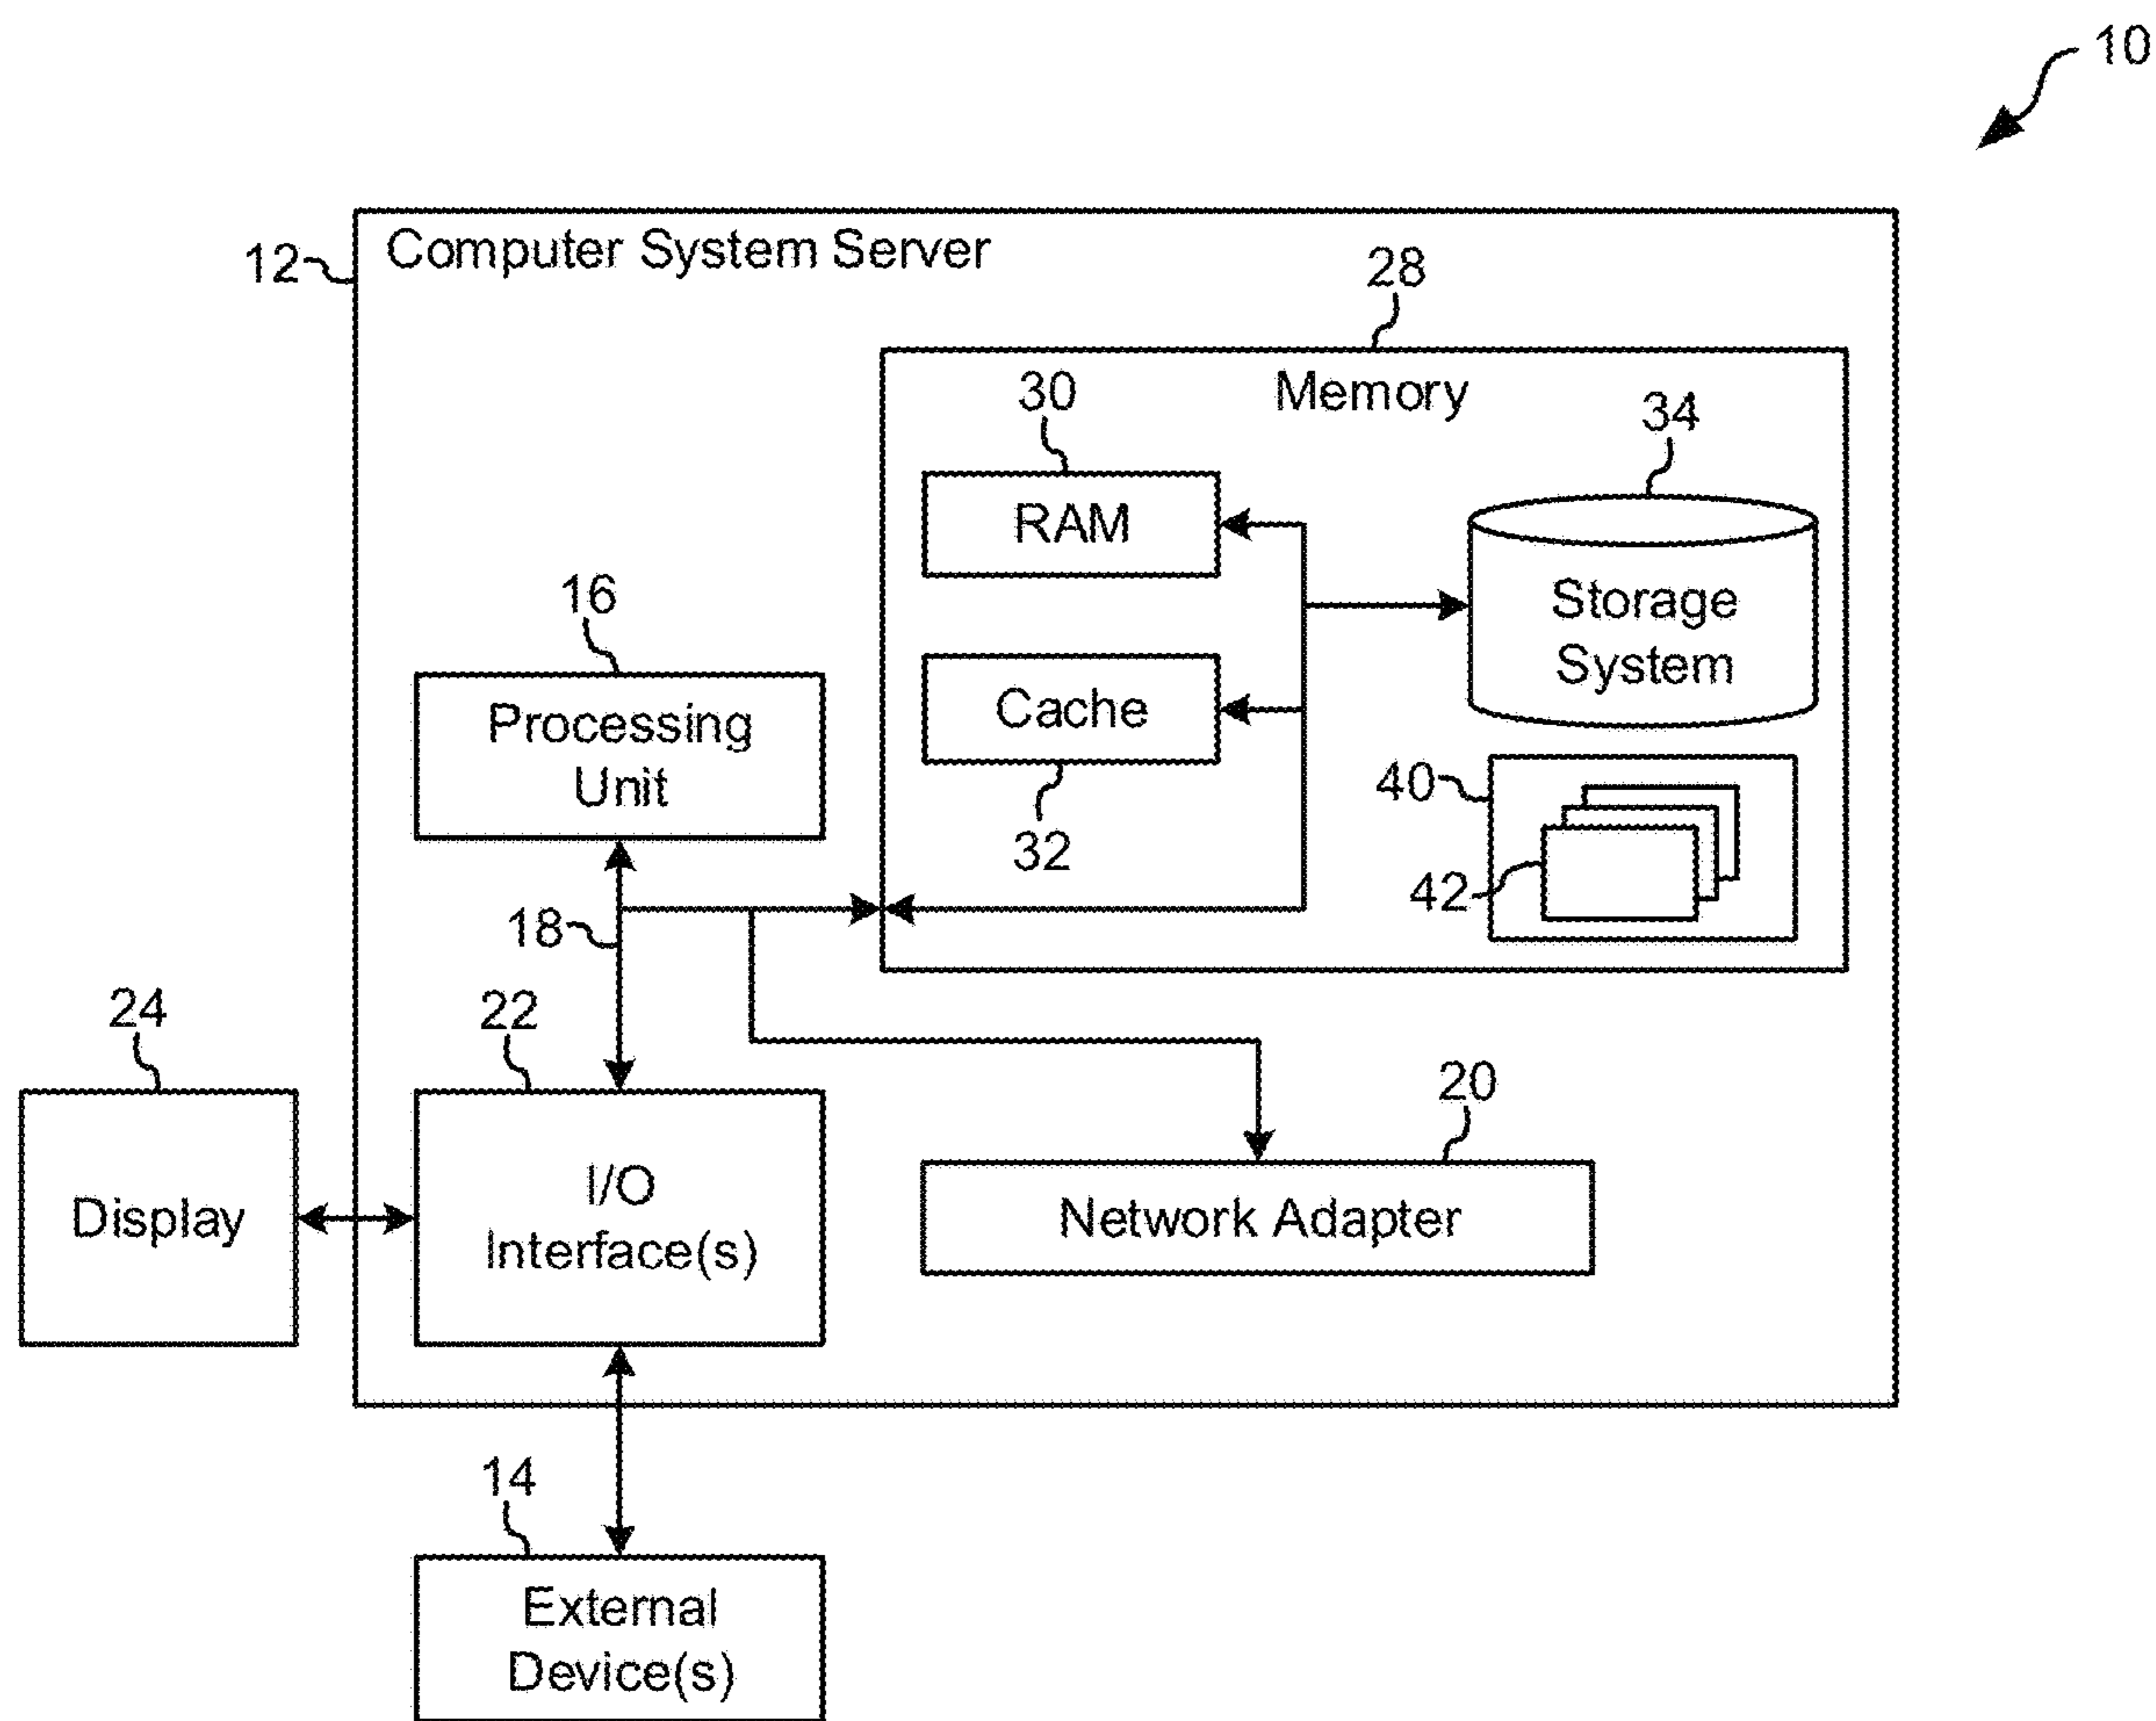 10
12
Computer System Server
28
Memory
30
RAM
34
Storage
System
16
Processing
Unit
Cache
32
40
42
18
24
Display
22
I/O
Interface(s)
20
Network Adapter
14
External
Device(s)